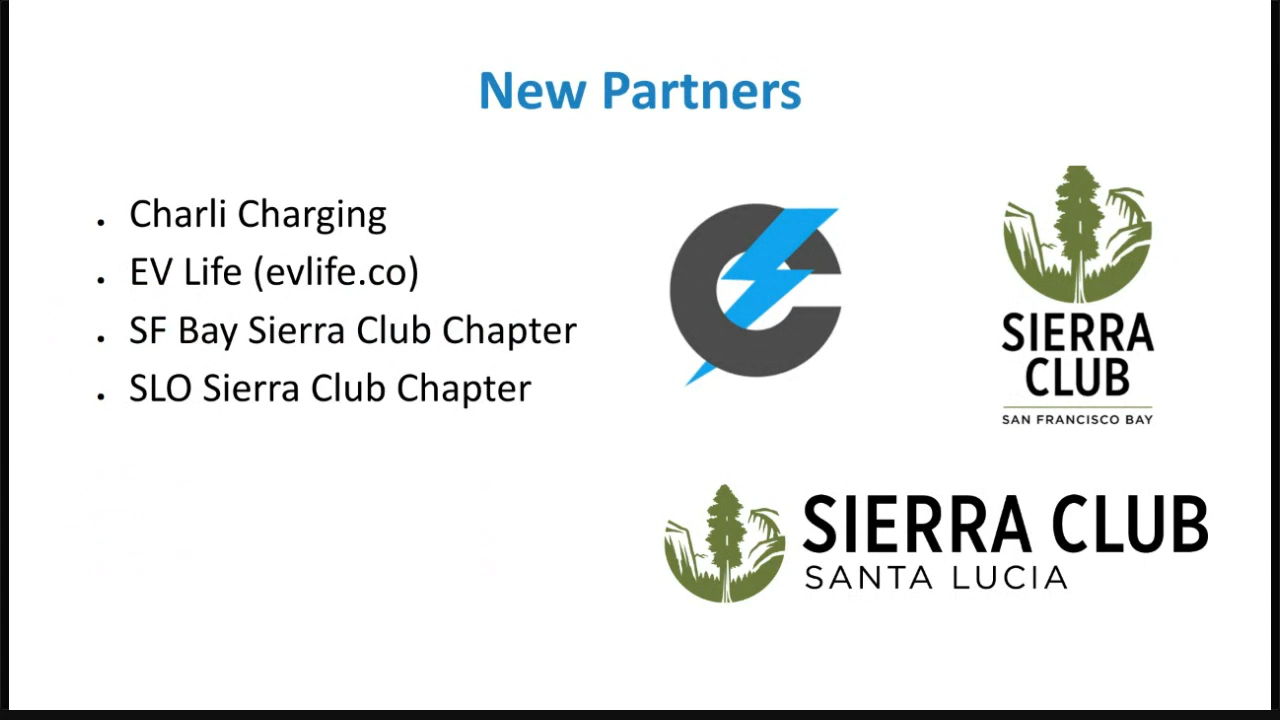 New Partners
Charli Charging
EV Life (evlife.co)
SF Bay Sierra Club Chapter
SLO Sierra Club Chapter
SIERRA
CLUB
SAN FRANCISCO BAY
SIERRA CLUB
SANTA LUCIA